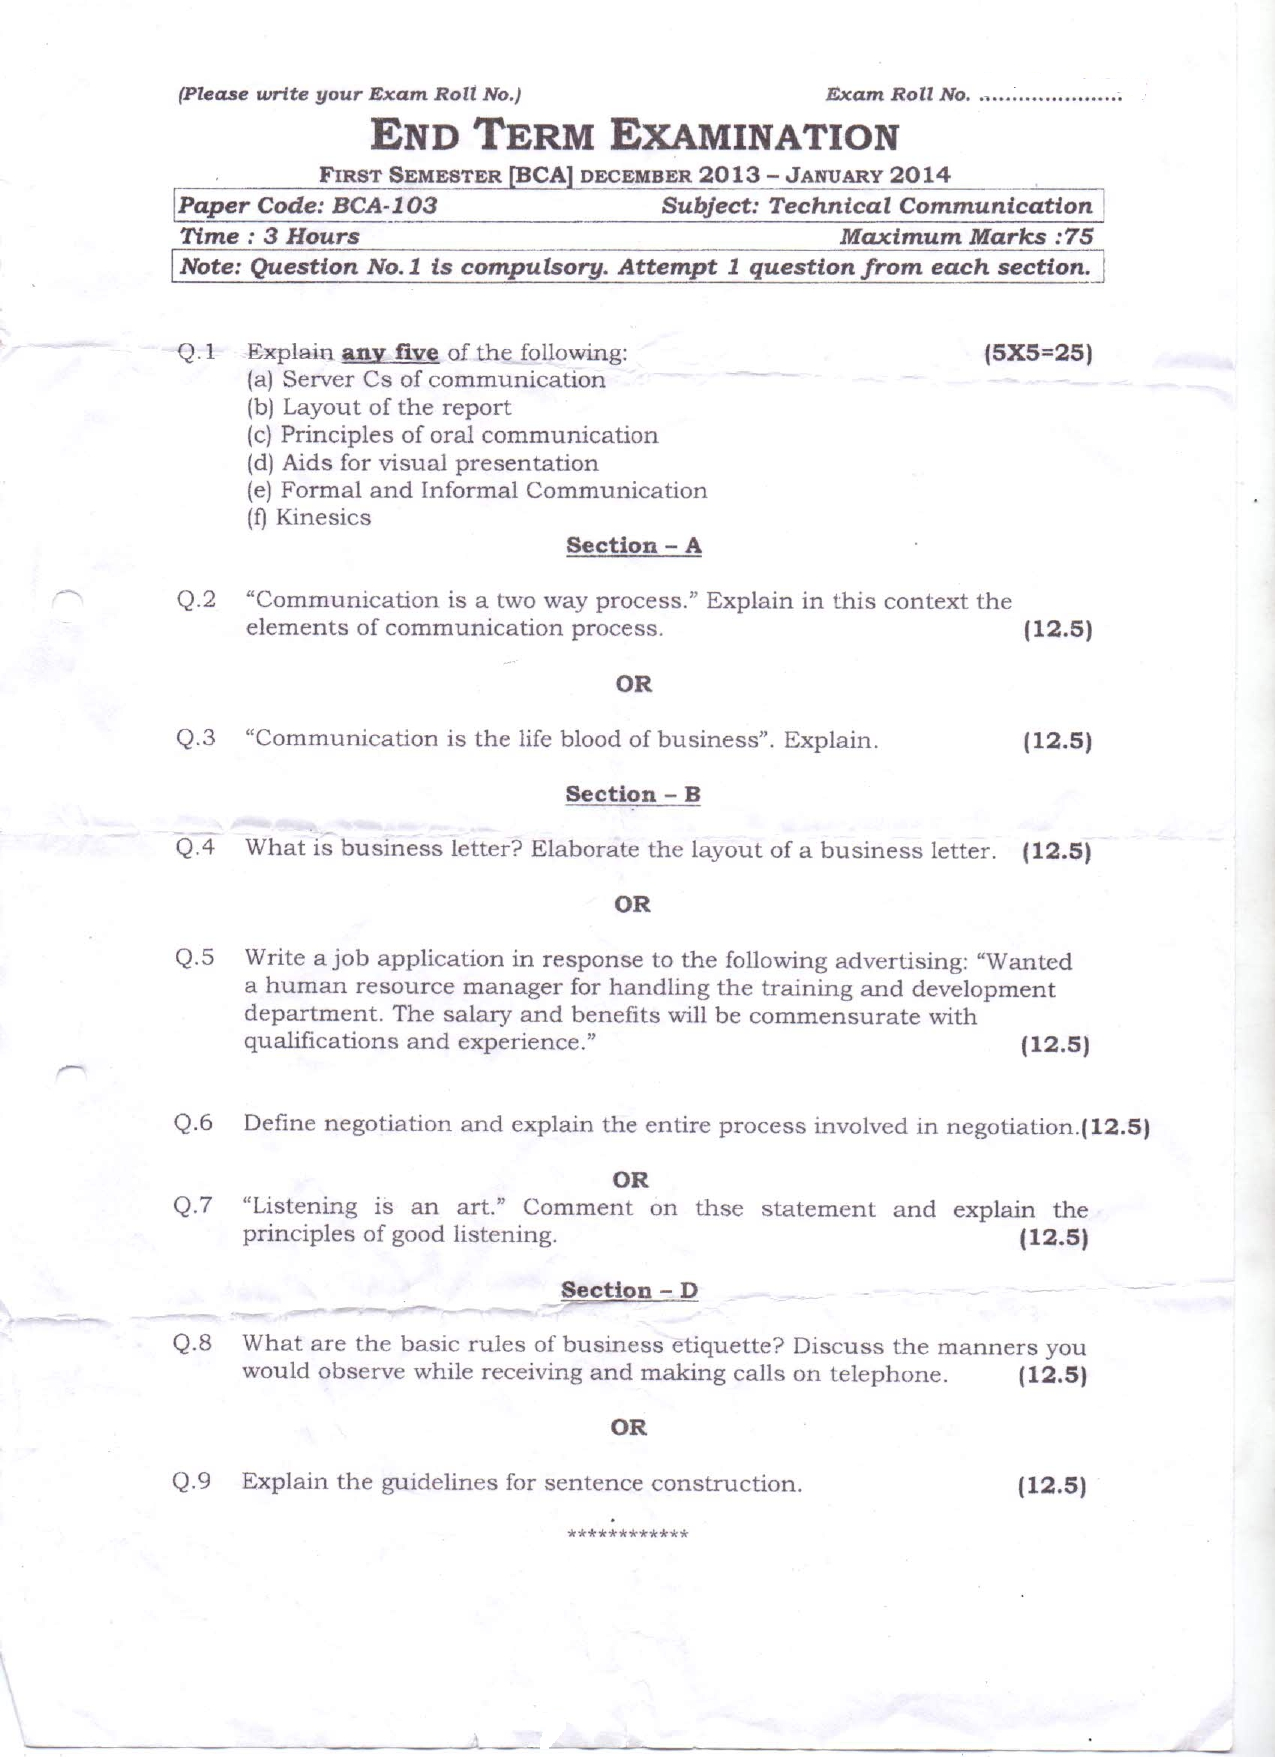 (Please write your Exam Roll No.) Exam Roll No. ......................
END TERM EXAMINATION
FIRST SEMESTER [BCA] DECEMBER 2013 – JANUARY 2014
Paper Code: BCA-103 Subject: Technical Communication
Time : 3 Hours Maximum Marks :75
Note: Question No.1 is compulsory. Attempt 1 question from each section.
Q.1 Explain any five of the following: (5X5=25)
(a) Server Cs of communication
(b) Layout of the report
(c) Principles of oral communication
(d) Aids for visual presentation
(e) Formal and Informal Communication
(f) Kinesics
Section – A
Q.2 “Communication is a two way process.” Explain in this context the
elements of communication process. (12.5)
OR
Q.3 “Communication is the life blood of business”. Explain. (12.5)
Section – B
Q.4 What is business letter? Elaborate the layout of a business letter. (12.5)
OR
Q.5 Write a job application in response to the following advertising: “Wanted
a human resource manager for handling the training and development
department. The salary and benefits will be commensurate with
qualifications and experience.” (12.5)
Q.6 Define negotiation and explain the entire process involved in negotiation.(12.5)
OR
Q.7 “Listening is an art.” Comment on thse statement and explain the
principles of good listening. (12.5)
Section – D
Q.8 What are the basic rules of business etiquette? Discuss the manners you
would observe while receiving and making calls on telephone. (12.5)
OR
Q.9 Explain the guidelines for sentence construction. (12.5)
************